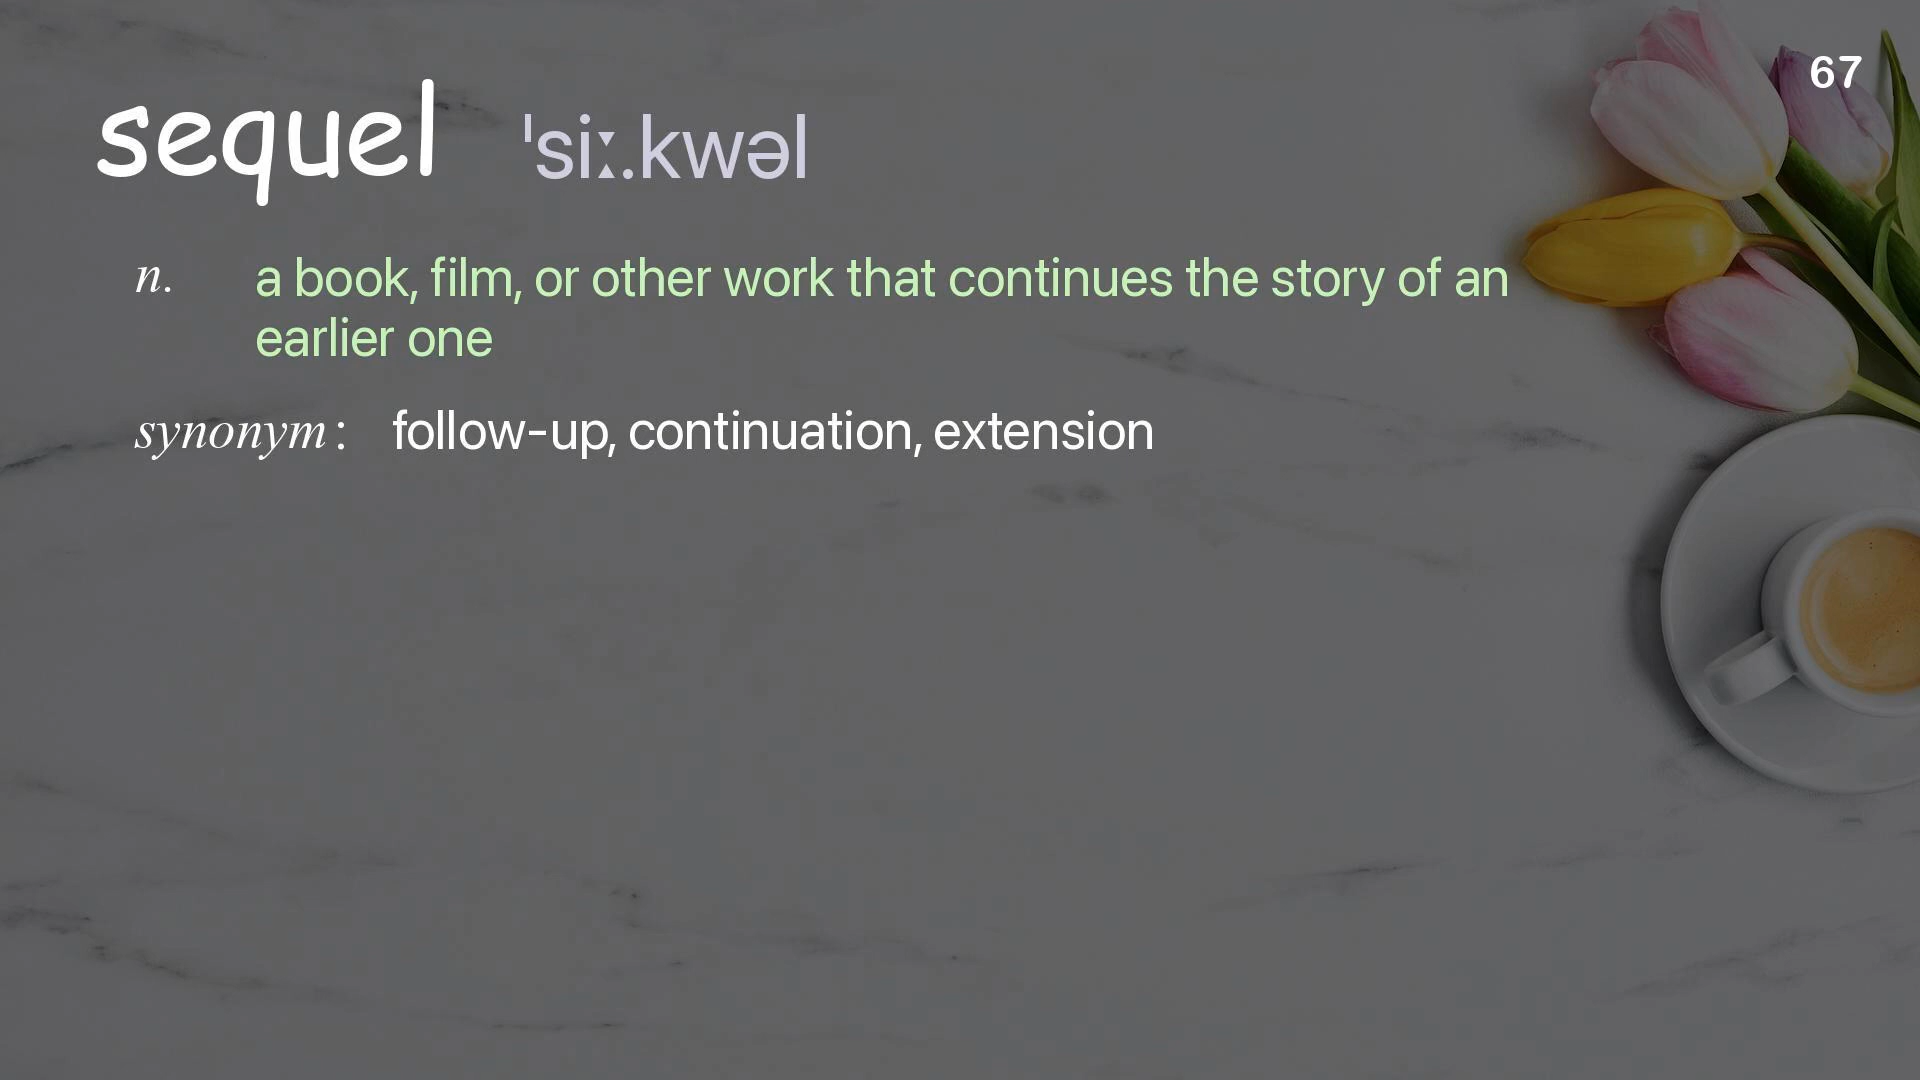 67
sequel ˈsiː.kwəl
n. a book, film, or other work that continues the story of an
earlier one
synonym: follow-up, continuation, extension